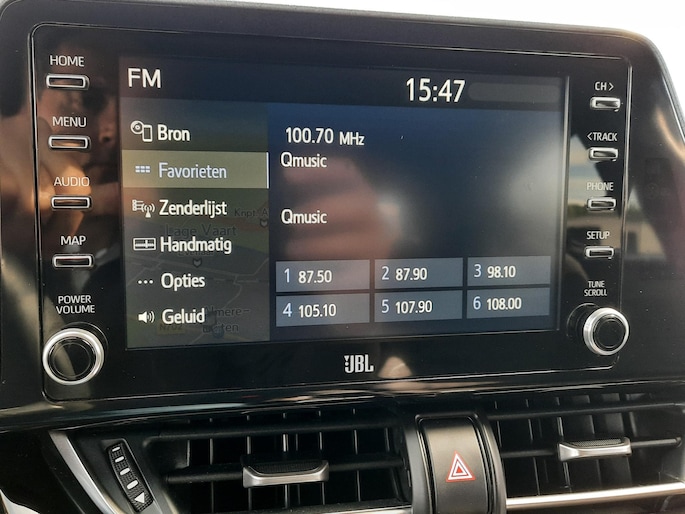 HOME
MENU
AUDIO
MAP
POWER
VOLUME
FM
15:47
Bron
Favorieten
Zenderlijst
Handmatig
Opties
Geluid
100.70 MHz
Qmusic
Qmusic
1 87.50
2 87.90
3 98.10
4 105.10
5 107.90
6 108.00
CH >
< TRACK
PHONE
SETUP
TUNE
SCROLL
JBL